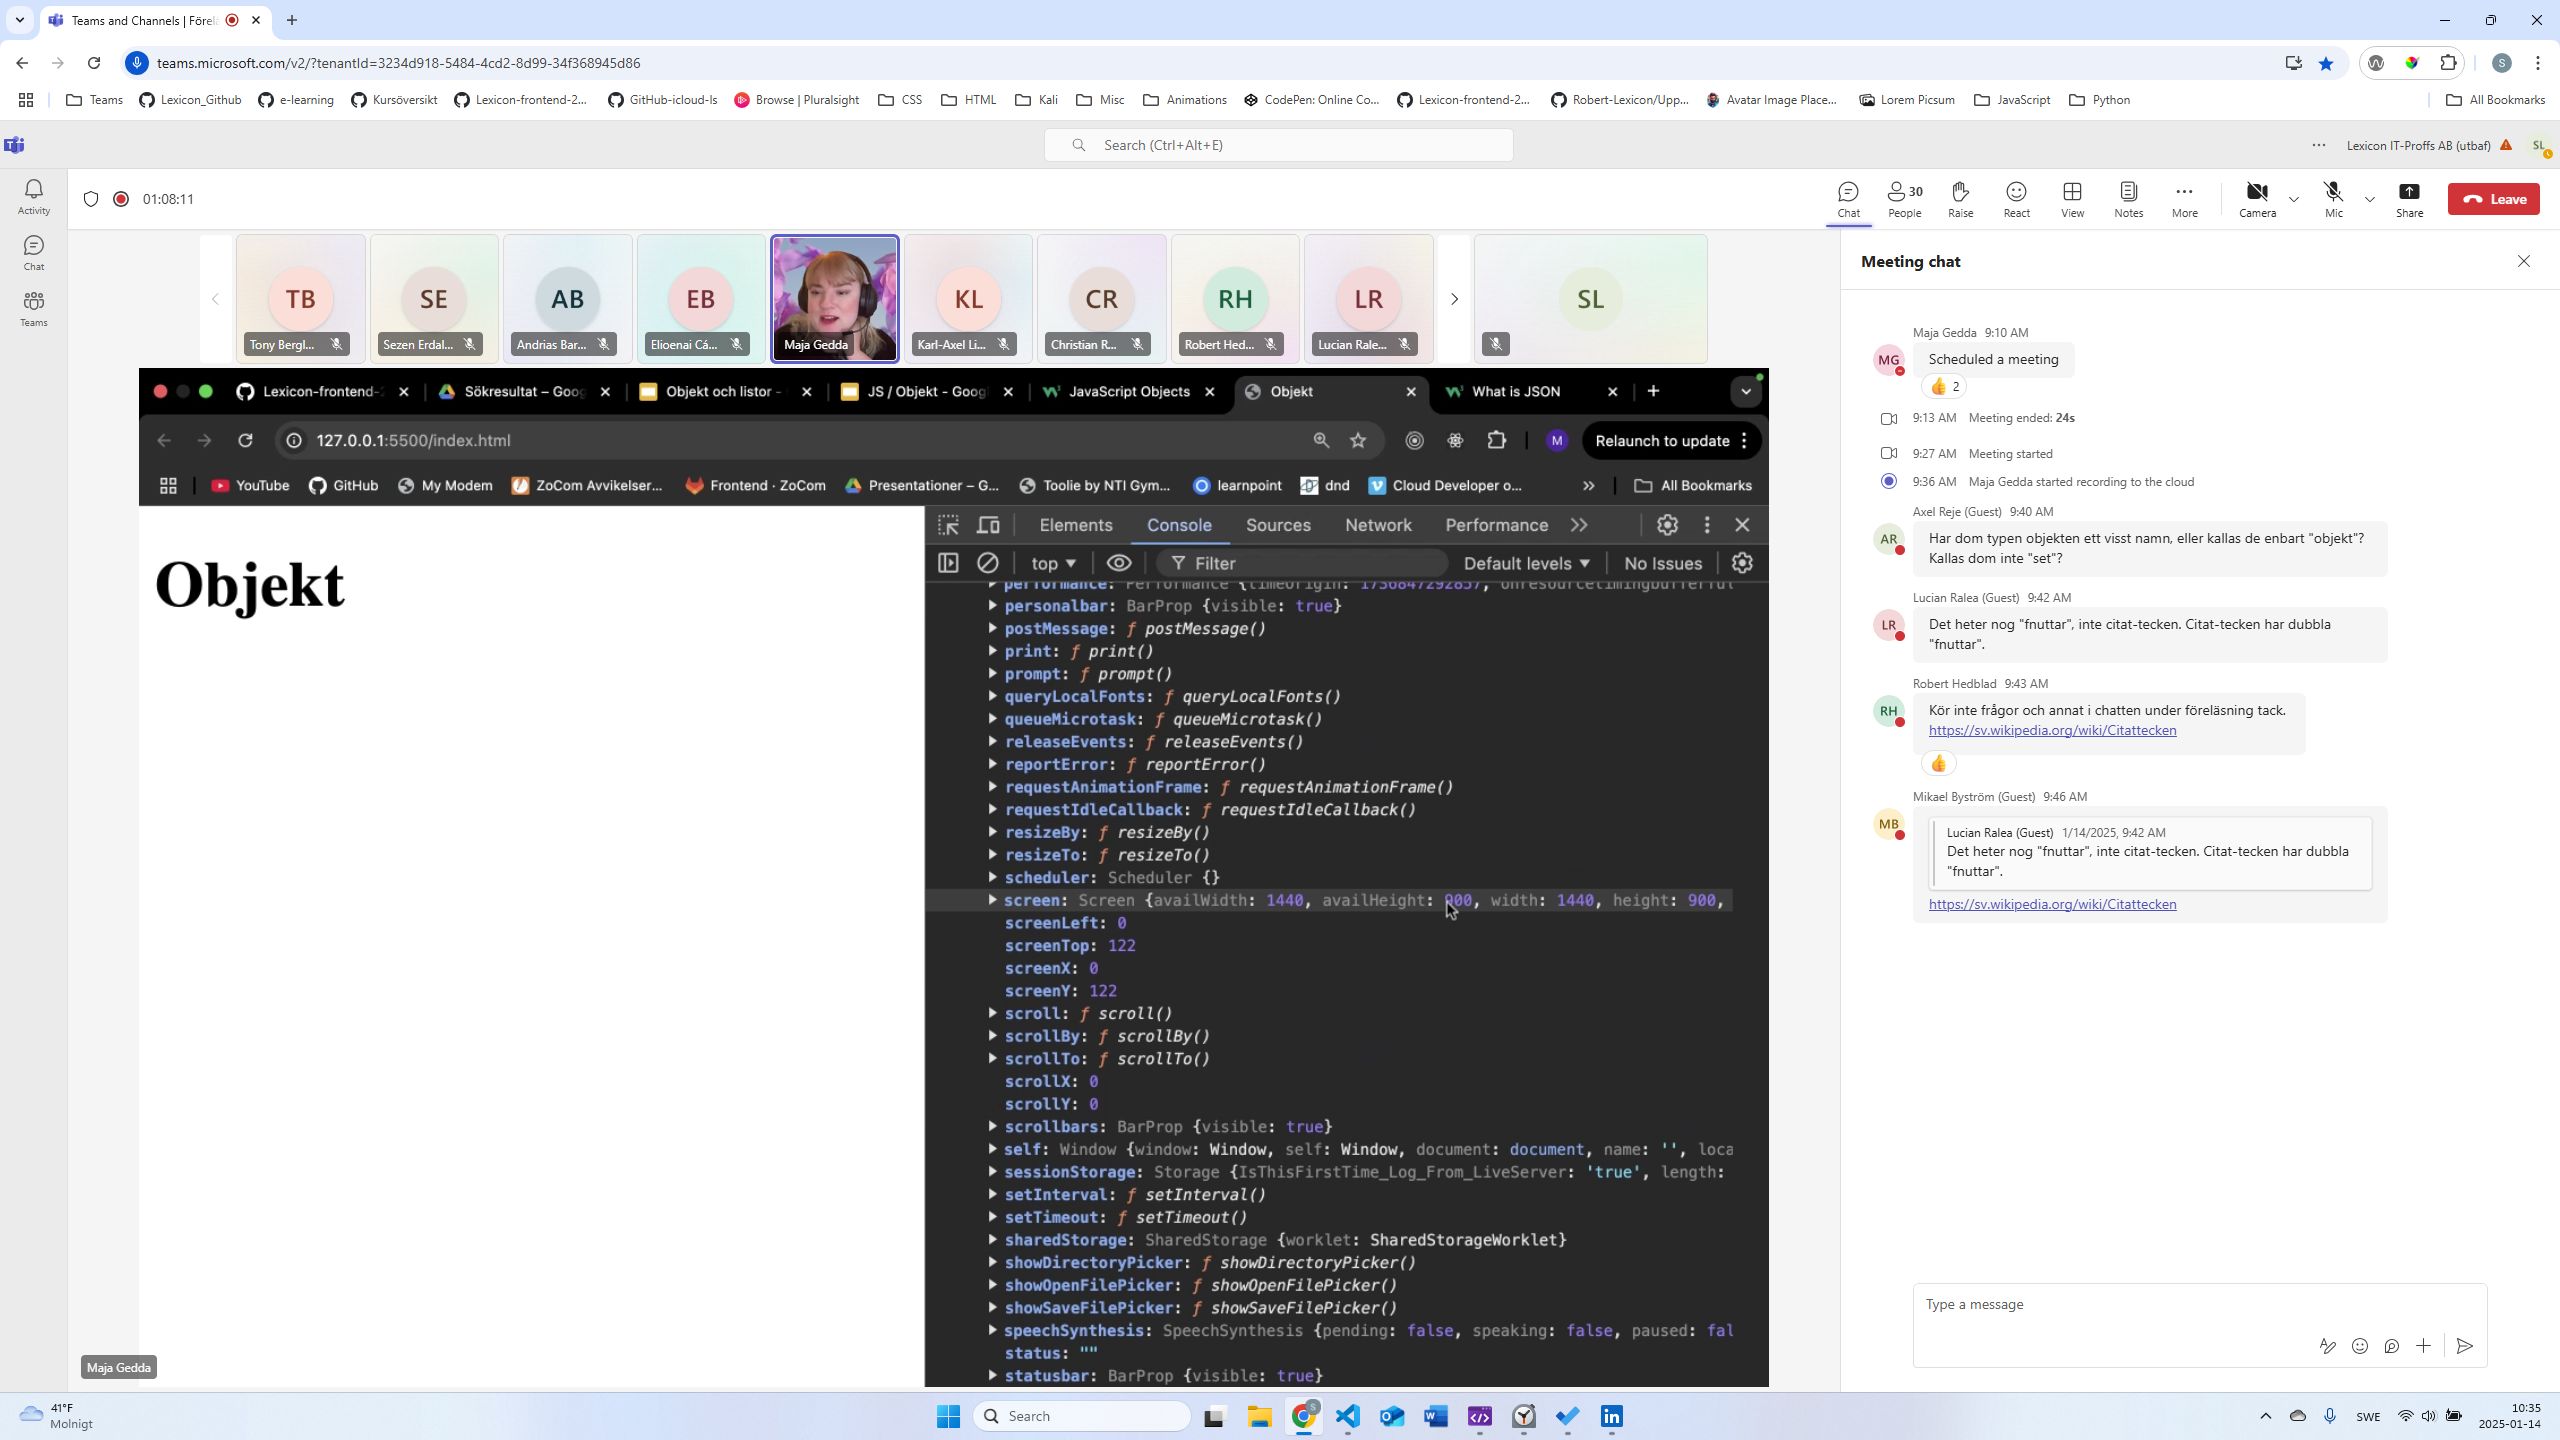 Teams and Channels | Förel
teams.microsoft.com/v2/?tenantId=3234d918-5484-4cd2-8d99-34f368945d86
Teams
Lexicon_Github
e-learning
Kursöversikt
Lexicon-frontend-2...
GitHub-icloud-ls
Browse | Pluralsight
CSS
HTML
Kali
Misc
Animations
CodePen: Online Co...
Lexicon-frontend-2...
Robert-Lexicon/Upp...
Avatar Image Place...
Lorem Picsum
JavaScript
Python
All Bookmarks
Search (Ctrl+Alt+E)
Lexicon IT-Proffs AB (utbaf)
SL
Activity
Chat
Teams
01:08:11
Chat
30
People
Raise
React
View
Notes
More
Camera
Mic
Share
Leave
TB
Tony Bergl...
SE
Sezen Erdal...
AB
Andrias Bar...
EB
Elioenai Cá...
Maja Gedda
KL
Karl-Axel Li...
CR
Christian R...
RH
Robert Hed...
LR
Lucian Rale...
SL
Lexicon-frontend-2
Sökresultat – Goog
Objekt och listor -
JS / Objekt - Googl
JavaScript Objects
Objekt
What is JSON
127.0.0.1:5500/index.html
M
Relaunch to update
YouTube
GitHub
My Modem
ZoCom Avvikelser...
Frontend · ZoCom
Presentationer – G...
Toolie by NTI Gym...
learnpoint
dnd
Cloud Developer o...
All Bookmarks
Objekt
Elements
Console
Sources
Network
Performance
top
Filter
Default levels
No Issues
performance: Performance {timeOrigin: 1736847292857, onresourcetimingbufferful
personalbar: BarProp {visible: true}
postMessage: ƒ postMessage()
print: ƒ print()
prompt: ƒ prompt()
queryLocalFonts: ƒ queryLocalFonts()
queueMicrotask: ƒ queueMicrotask()
releaseEvents: ƒ releaseEvents()
reportError: ƒ reportError()
requestAnimationFrame: ƒ requestAnimationFrame()
requestIdleCallback: ƒ requestIdleCallback()
resizeBy: ƒ resizeBy()
resizeTo: ƒ resizeTo()
scheduler: Scheduler {}
screen: Screen {availWidth: 1440, availHeight: 900, width: 1440, height: 900,
screenLeft: 0
screenTop: 122
screenX: 0
screenY: 122
scroll: ƒ scroll()
scrollBy: ƒ scrollBy()
scrollTo: ƒ scrollTo()
scrollX: 0
scrollY: 0
scrollbars: BarProp {visible: true}
self: Window {window: Window, self: Window, document: document, name: '', loca
sessionStorage: Storage {IsThisFirstTime_Log_From_LiveServer: 'true', length:
setInterval: ƒ setInterval()
setTimeout: ƒ setTimeout()
sharedStorage: SharedStorage {worklet: SharedStorageWorklet}
showDirectoryPicker: ƒ showDirectoryPicker()
showOpenFilePicker: ƒ showOpenFilePicker()
showSaveFilePicker: ƒ showSaveFilePicker()
speechSynthesis: SpeechSynthesis {pending: false, speaking: false, paused: fal
status: ""
statusbar: BarProp {visible: true}
Maja Gedda
Meeting chat
Maja Gedda 9:10 AM
MG
Scheduled a meeting
2
9:13 AM Meeting ended: 24s
9:27 AM Meeting started
9:36 AM Maja Gedda started recording to the cloud
Axel Reje (Guest) 9:40 AM
AR
Har dom typen objekten ett visst namn, eller kallas de enbart "objekt"?
Kallas dom inte "set"?
Lucian Ralea (Guest) 9:42 AM
LR
Det heter nog "fnuttar", inte citat-tecken. Citat-tecken har dubbla
"fnuttar".
Robert Hedblad 9:43 AM
RH
Kör inte frågor och annat i chatten under föreläsning tack.
https://sv.wikipedia.org/wiki/Citattecken
Mikael Byström (Guest) 9:46 AM
MB
Lucian Ralea (Guest) 1/14/2025, 9:42 AM
Det heter nog "fnuttar", inte citat-tecken. Citat-tecken har dubbla
"fnuttar".
https://sv.wikipedia.org/wiki/Citattecken
Type a message
41°F
Molnigt
Search
SWE
10:35
2025-01-14